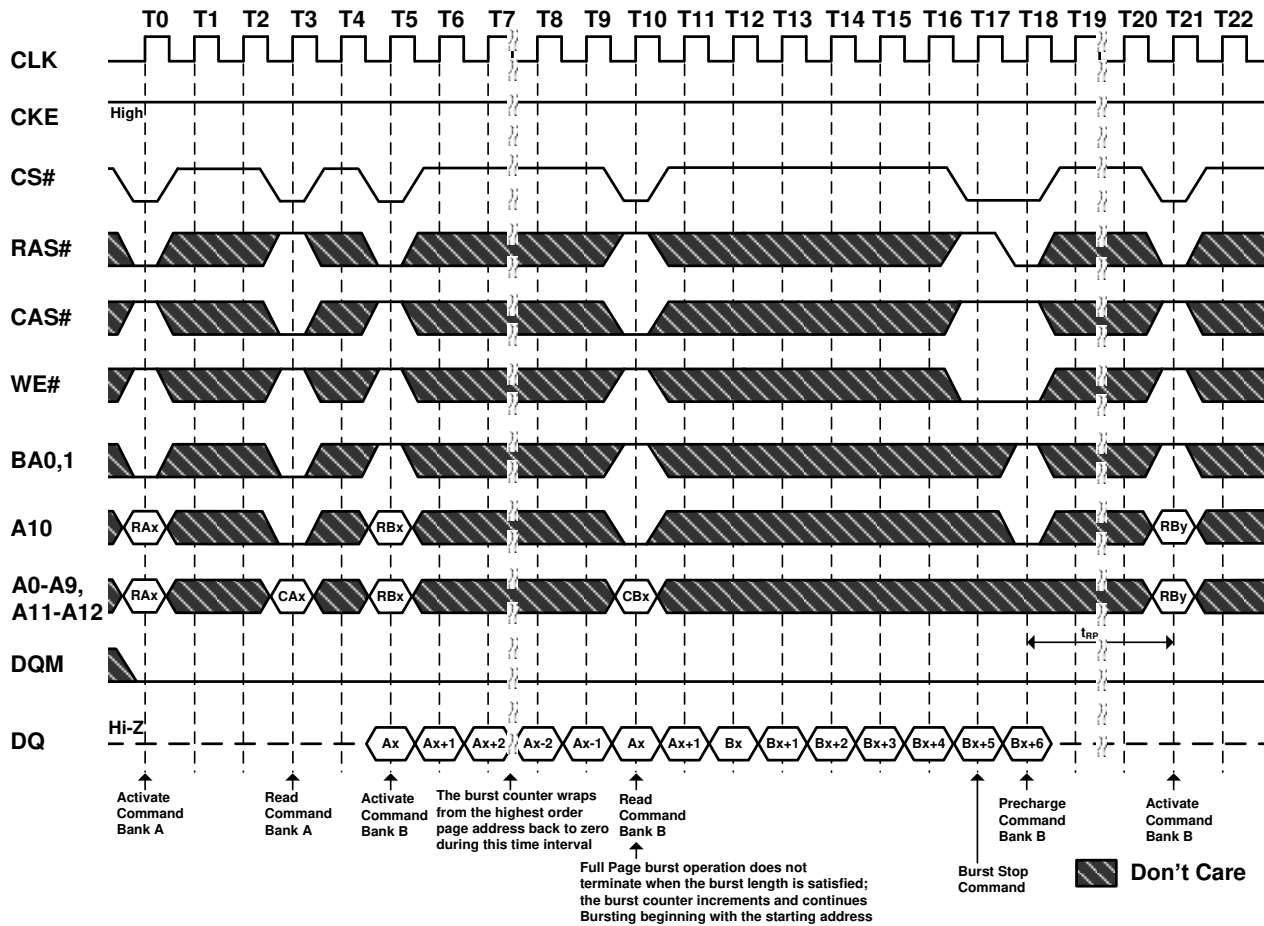 T0 T1 T2 T3 T4 T5 T6 T7 T8 T9 T10 T11 T12 T13 T14 T15 T16 T17 T18 T19 T20 T21 T22
CLK
CKE High
CS#
RAS#
CAS#
WE#
BA0,1
A10 RAx RBx RBy
A0-A9,
A11-A12 RAx CAx RBx CBx RBy
tRP
DQM
Hi-Z
DQ Ax Ax+1 Ax+2 Ax-2 Ax-1 Ax Ax+1 Bx Bx+1 Bx+2 Bx+3 Bx+4 Bx+5 Bx+6
Activate
Command
Bank A
Read
Command
Bank A
Activate
Command
Bank B
The burst counter wraps
from the highest order
page address back to zero
during this time interval
Read
Command
Bank B
Full Page burst operation does not
terminate when the burst length is satisfied;
the burst counter increments and continues
Bursting beginning with the starting address
Burst Stop
Command
Precharge
Command
Bank B
Activate
Command
Bank B
Don't Care